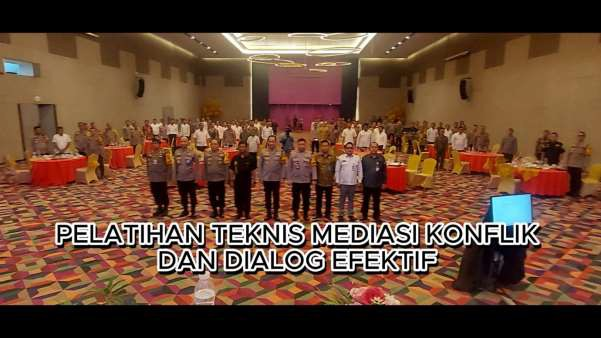 PELATIHAN TEKNIS MEDIASI KONFLIK
DAN DIALOG EFEKTIF